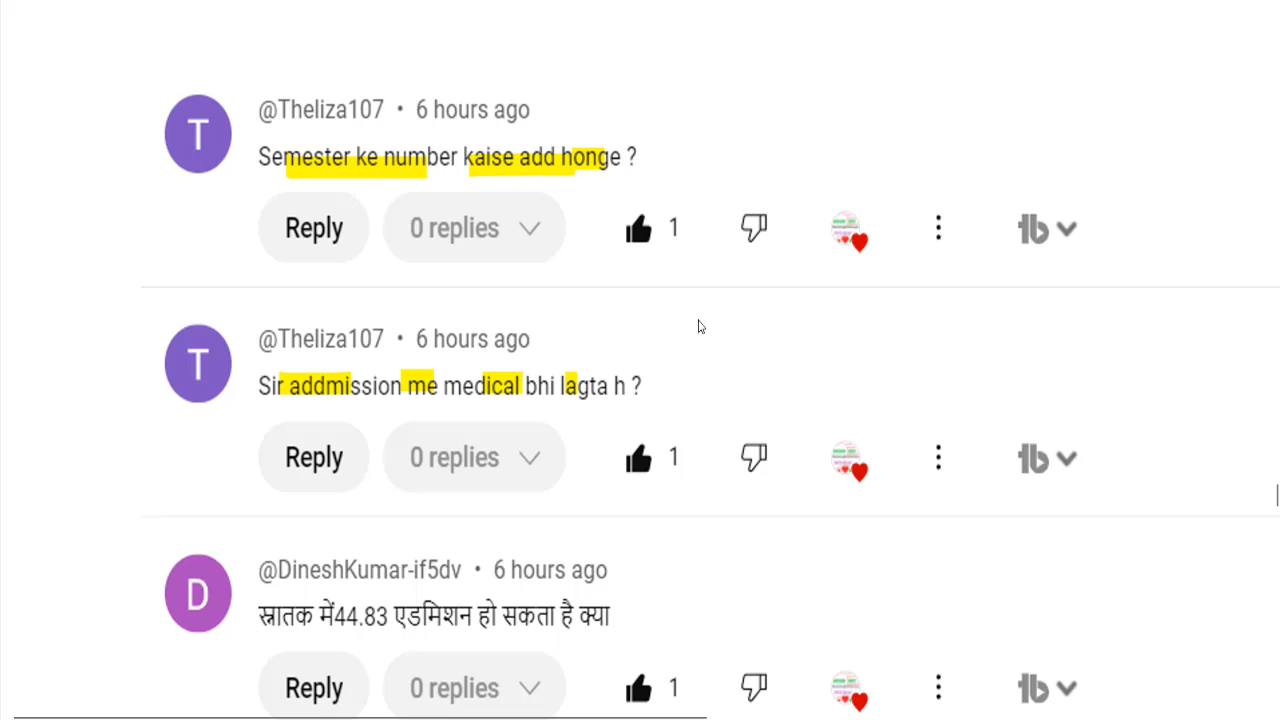 T
@Theliza107 • 6 hours ago
Semester ke number kaise add honge ?
Reply 0 replies 1
T
@Theliza107 • 6 hours ago
Sir addmission me medical bhi lagta h ?
Reply 0 replies 1
D
@DineshKumar-if5dv • 6 hours ago
स्नातक में44.83 एडमिशन हो सकता है क्या
Reply 0 replies 1